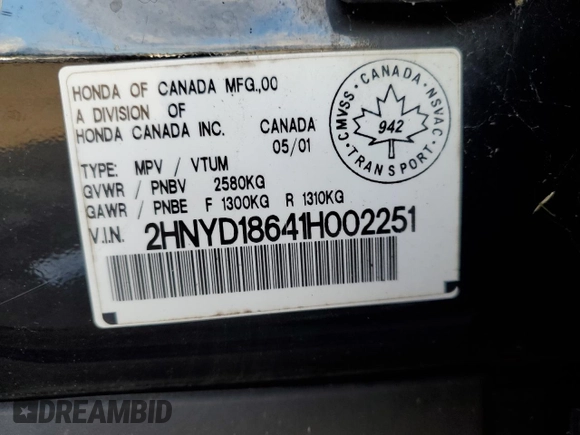 HONDA OF CANADA MFG.,00
A DIVISION OF
HONDA CANADA INC. CANADA
05/01
TYPE: MPV / VTUM
GVWR / PNBV 2580KG
GAWR / PNBE F 1300KG R 1310KG
V.I.N. 2HNYD18641H002251
CMVSS · CANADA · NSVAC
942
TRANSPORT
DREAMBID